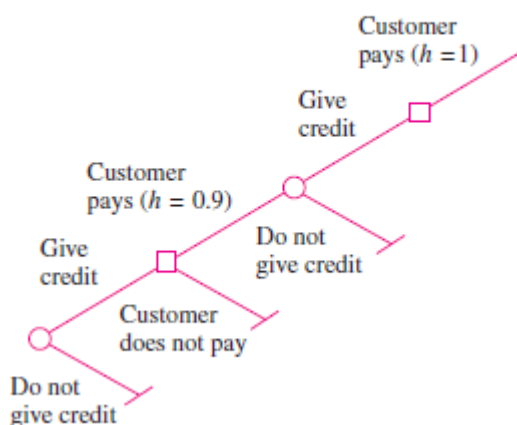 Customer
pays (h = 1)
Give
credit
Customer
pays (h = 0.9)
Do not
give credit
Give
credit
Customer
does not pay
Do not
give credit